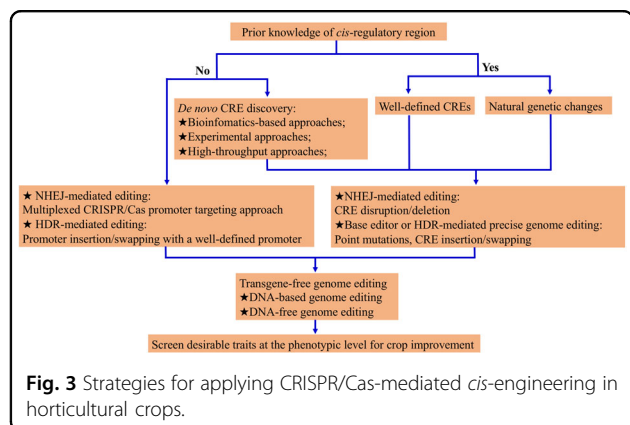 Prior knowledge of cis-regulatory region
No
Yes
De novo CRE discovery:
★Bioinfomatics-based approaches;
★Experimental approaches;
★High-throughput approaches;
Well-defined CREs
Natural genetic changes
★ NHEJ-mediated editing:
Multiplexed CRISPR/Cas promoter targeting approach
★ HDR-mediated editing:
Promoter insertion/swapping with a well-defined promoter
★NHEJ-mediated editing:
CRE disruption/deletion
★Base editor or HDR-mediated precise genome editing:
Point mutations, CRE insertion/swapping
Transgene-free genome editing
★DNA-based genome editing
★DNA-free genome editing
Screen desirable traits at the phenotypic level for crop improvement
Fig. 3 Strategies for applying CRISPR/Cas-mediated cis-engineering in
horticultural crops.